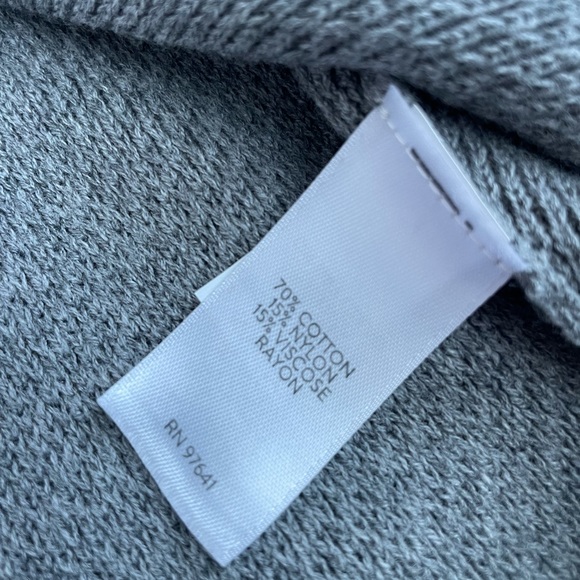 70% COTTON
15% NYLON
15% VISCOSE
RAYON
RN 97641